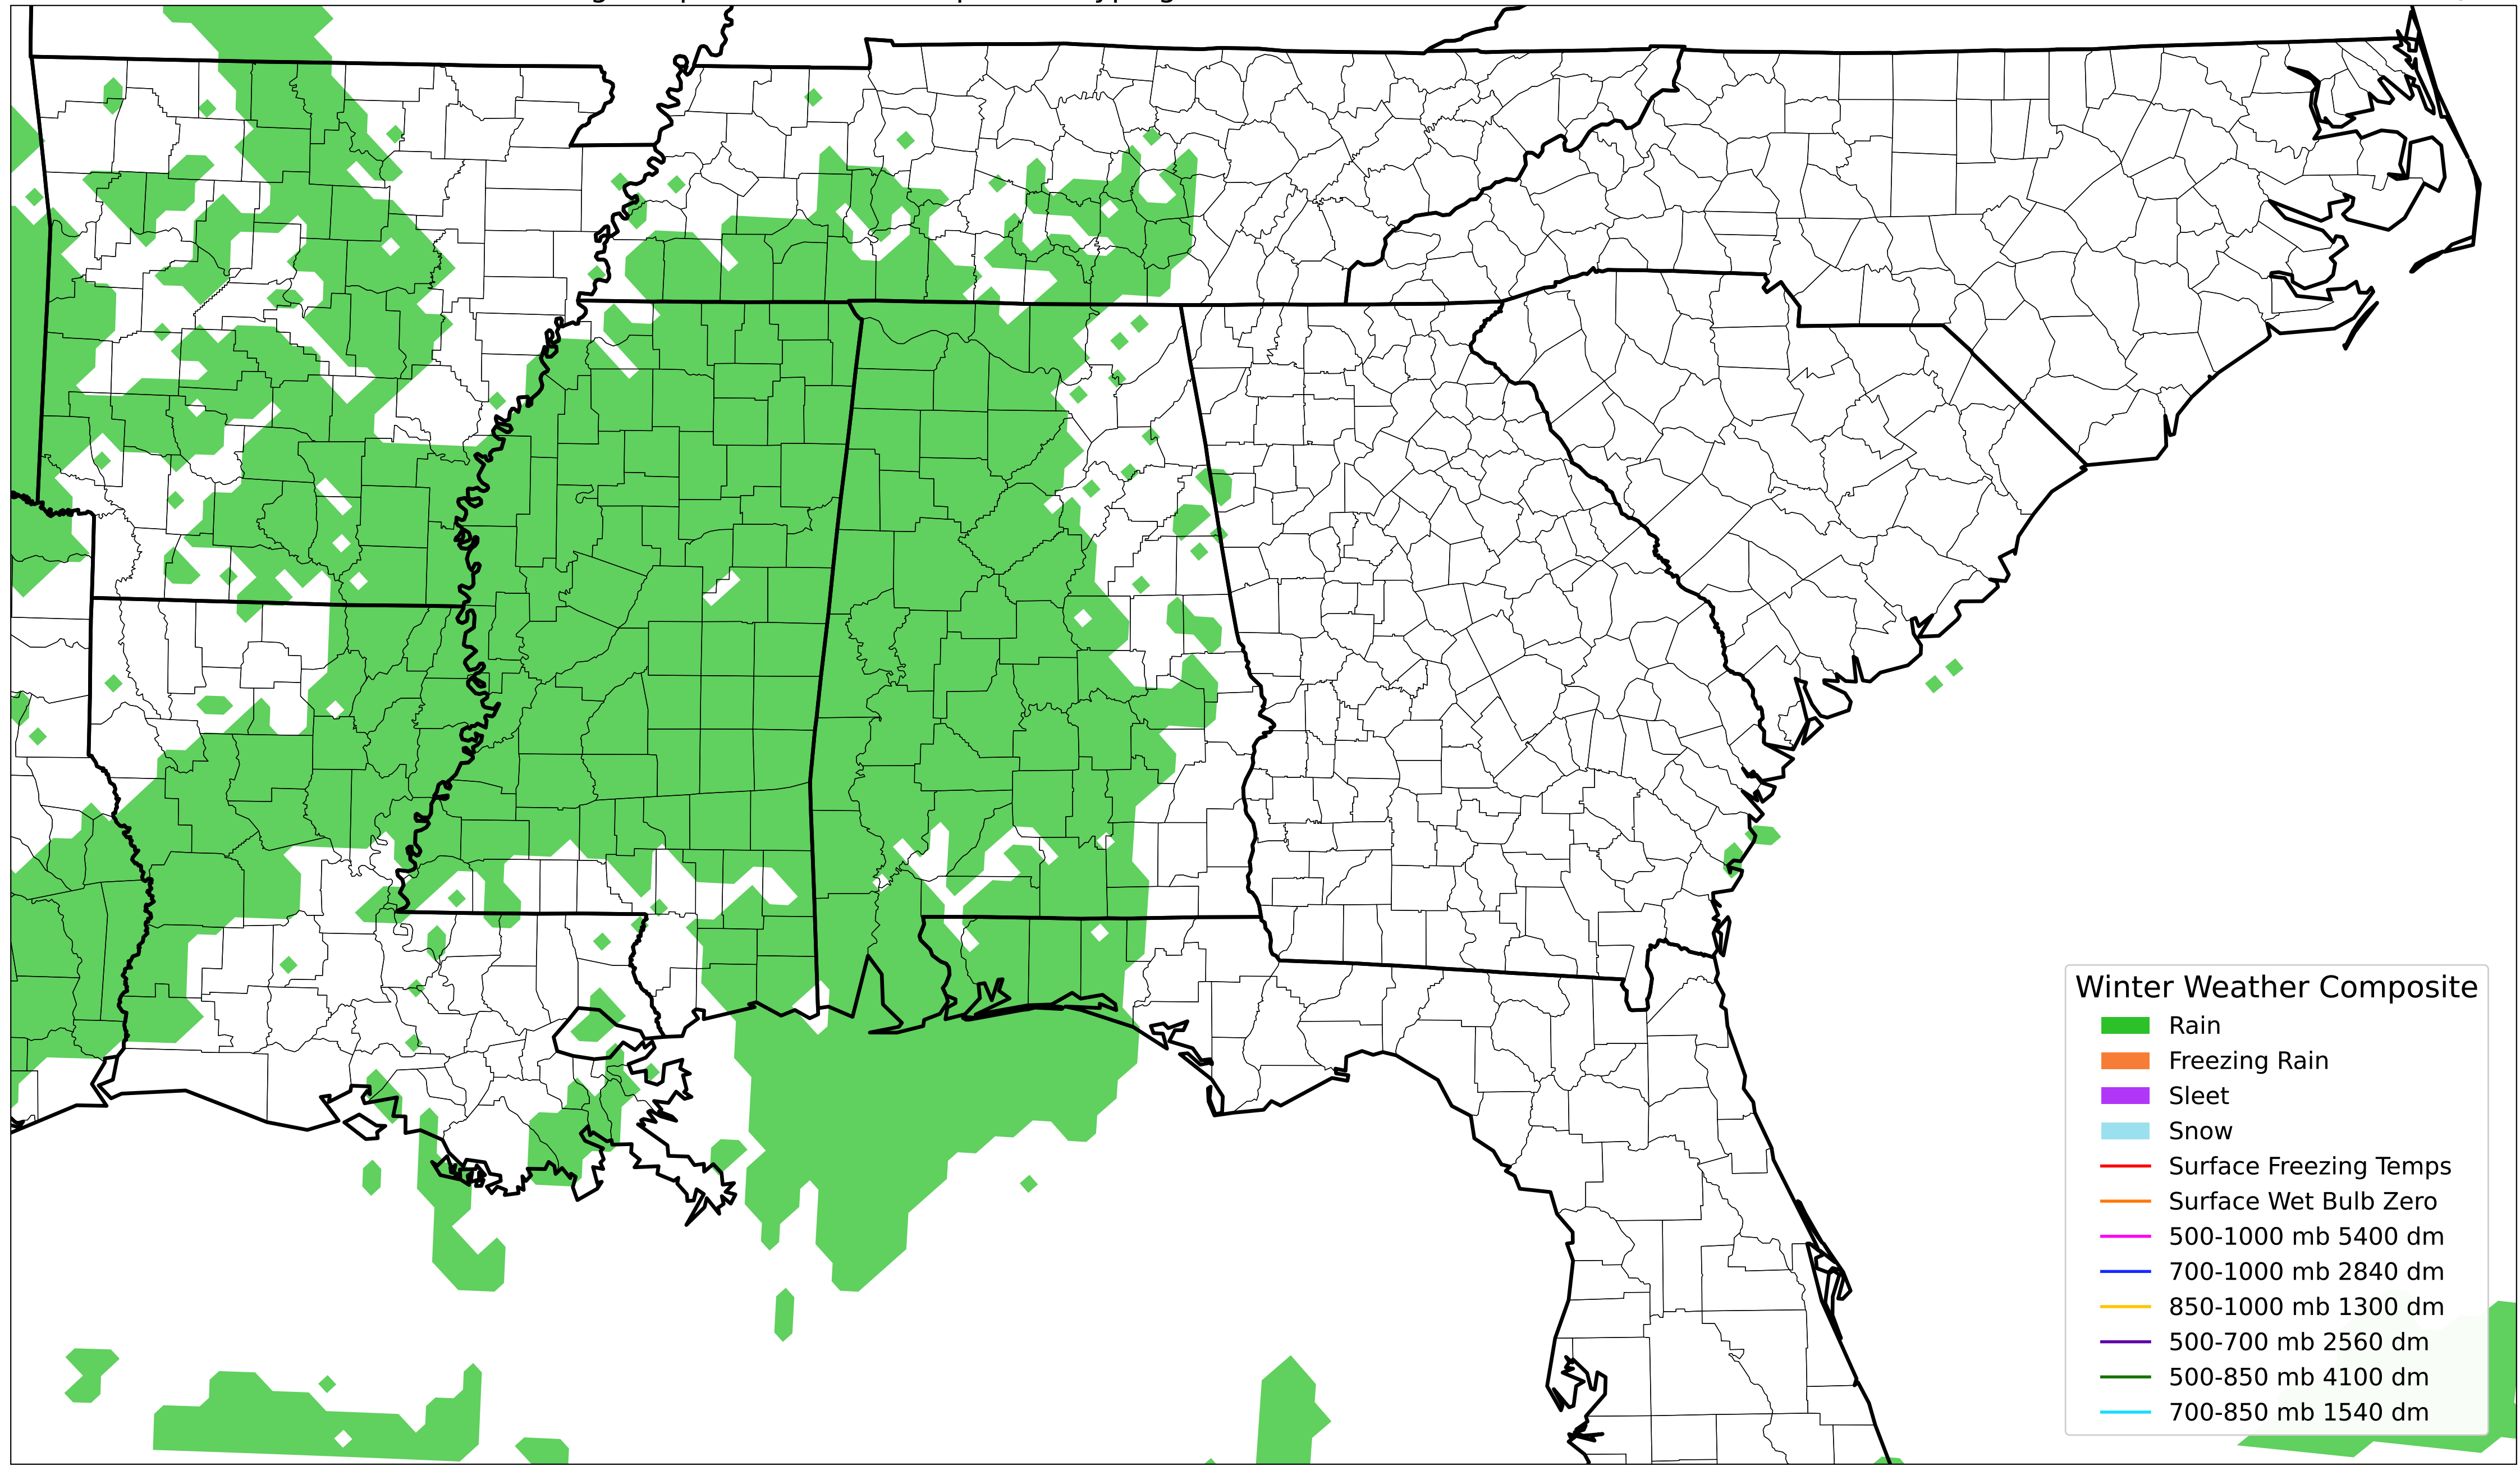 Winter Weather Composite
Rain
Freezing Rain
Sleet
Snow
Surface Freezing Temps
Surface Wet Bulb Zero
500-1000 mb 5400 dm
700-1000 mb 2840 dm
850-1000 mb 1300 dm
500-700 mb 2560 dm
500-850 mb 4100 dm
700-850 mb 1540 dm